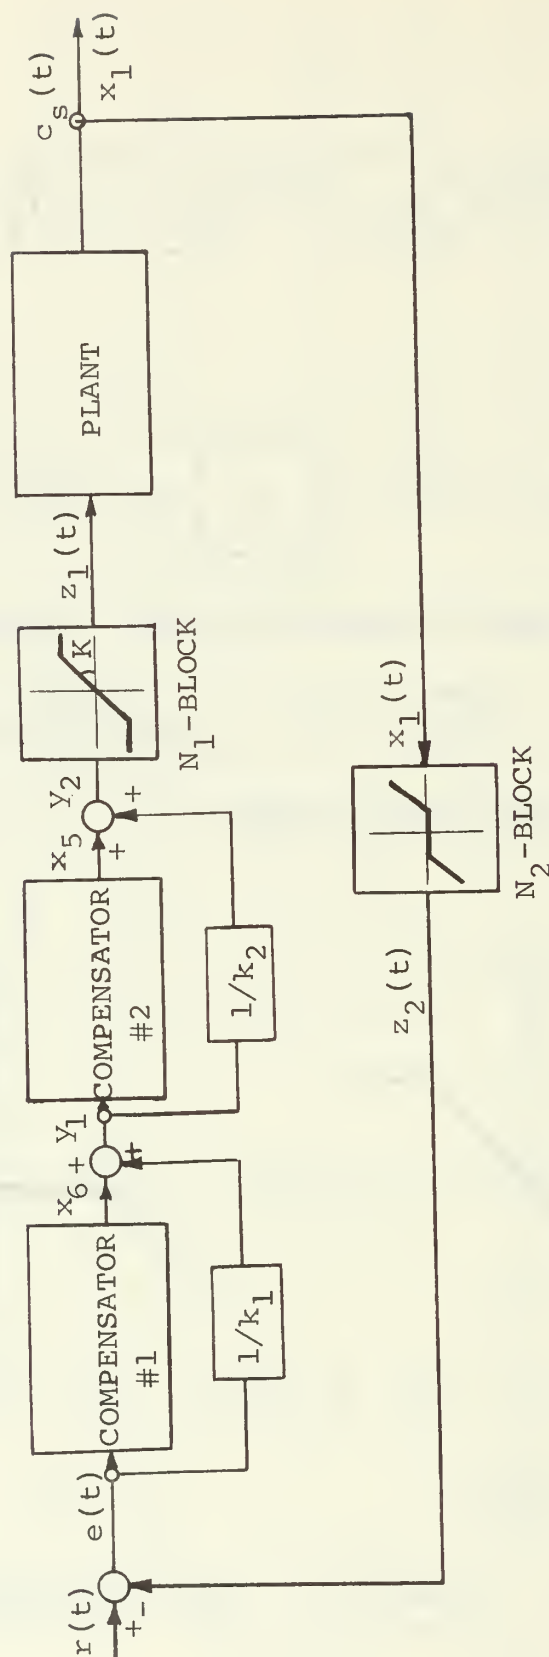 r(t)
+
-
e(t)
COMPENSATOR
#1
1/k₁
x₆
+
+
y₁
COMPENSATOR
#2
1/k₂
x₅
+
+
y₂
K
N₁-BLOCK
z₁(t)
PLANT
cₛ(t)
x₁(t)
x₁(t)
N₂-BLOCK
z₂(t)